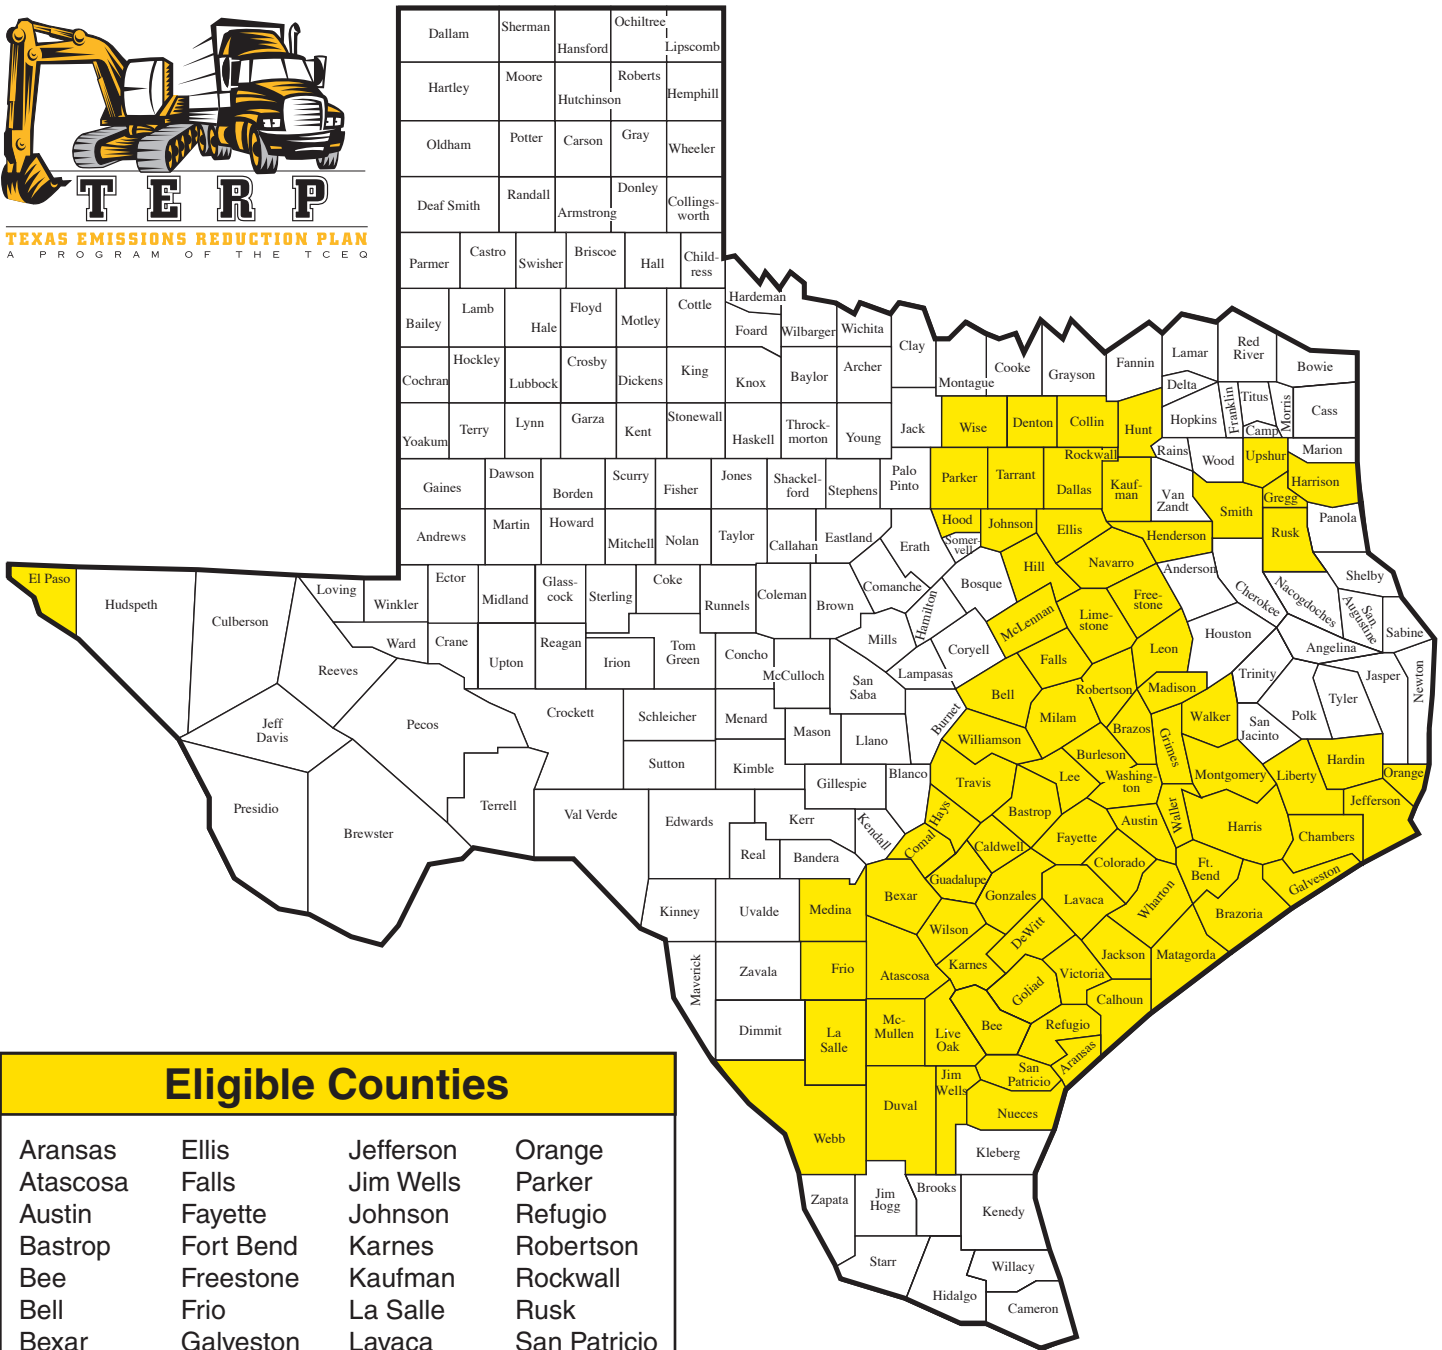 TERP
TEXAS EMISSIONS REDUCTION PLAN
A PROGRAM OF THE TCEQ
Dallam
Sherman
Hansford
Ochiltree
Lipscomb
Hartley
Moore
Hutchinson
Roberts
Hemphill
Oldham
Potter
Carson
Gray
Wheeler
Deaf Smith
Randall
Armstrong
Donley
Collings-
worth
Parmer
Castro
Swisher
Briscoe
Hall
Child-
ress
Bailey
Lamb
Hale
Floyd
Motley
Cottle
Hardeman
Foard
Wilbarger
Wichita
Clay
Cochran
Hockley
Lubbock
Crosby
Dickens
King
Knox
Baylor
Archer
Montague
Cooke
Grayson
Fannin
Lamar
Red
River
Bowie
Delta
Hopkins
Franklin
Titus
Camp
Morris
Cass
Yoakum
Terry
Lynn
Garza
Kent
Stonewall
Haskell
Throck-
morton
Young
Jack
Wise
Denton
Collin
Hunt
Rains
Wood
Upshur
Marion
Gaines
Dawson
Borden
Scurry
Fisher
Jones
Shackel-
ford
Stephens
Palo
Pinto
Parker
Tarrant
Rockwall
Dallas
Kauf-
man
Van
Zandt
Smith
Gregg
Harrison
Andrews
Martin
Howard
Mitchell
Nolan
Taylor
Callahan
Eastland
Erath
Hood
Somer-
vell
Johnson
Ellis
Henderson
Rusk
Panola
El Paso
Hudspeth
Culberson
Loving
Winkler
Ector
Midland
Glass-
cock
Sterling
Coke
Runnels
Coleman
Brown
Comanche
Hamilton
Bosque
Hill
Navarro
Anderson
Cherokee
Nacogdoches
Shelby
San
Augustine
Sabine
Reeves
Ward
Crane
Upton
Reagan
Irion
Tom
Green
Concho
McCulloch
San
Saba
Mills
Lampasas
Coryell
McLennan
Lime-
stone
Free-
stone
Leon
Houston
Angelina
Trinity
Jasper
Newton
Tyler
Polk
Jeff
Davis
Pecos
Crockett
Schleicher
Menard
Mason
Llano
Burnet
Bell
Falls
Robertson
Madison
Walker
San
Jacinto
Milam
Brazos
Grimes
Williamson
Burleson
Sutton
Kimble
Gillespie
Blanco
Travis
Lee
Washing-
ton
Montgomery
Liberty
Hardin
Orange
Jefferson
Presidio
Brewster
Terrell
Val Verde
Edwards
Kerr
Kendall
Hays
Comal
Bastrop
Fayette
Austin
Waller
Harris
Chambers
Real
Bandera
Caldwell
Colorado
Ft.
Bend
Galveston
Kinney
Uvalde
Medina
Bexar
Guadalupe
Gonzales
Lavaca
Wharton
Brazoria
Wilson
DeWitt
Maverick
Zavala
Frio
Atascosa
Karnes
Goliad
Victoria
Jackson
Matagorda
Calhoun
Dimmit
La
Salle
Mc-
Mullen
Live
Oak
Bee
Refugio
Aransas
San
Patricio
Jim
Wells
Webb
Duval
Nueces
Kleberg
Zapata
Jim
Hogg
Brooks
Kenedy
Starr
Hidalgo
Willacy
Cameron
Eligible Counties
Aransas Ellis Jefferson Orange
Atascosa Falls Jim Wells Parker
Austin Fayette Johnson Refugio
Bastrop Fort Bend Karnes Robertson
Bee Freestone Kaufman Rockwall
Bell Frio La Salle Rusk
Bexar Galveston Lavaca San Patricio